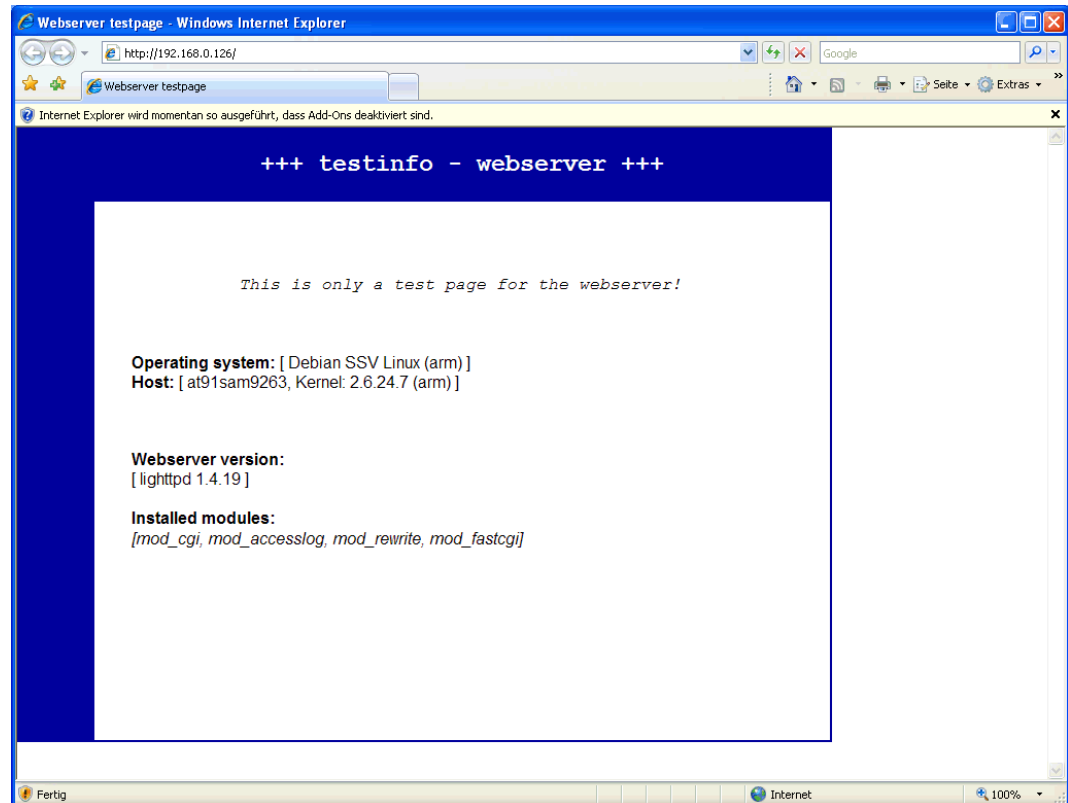 Webserver testpage - Windows Internet Explorer
http://192.168.0.126/
Google
Webserver testpage
Seite
Extras
»
Internet Explorer wird momentan so ausgeführt, dass Add-Ons deaktiviert sind.
+++ testinfo - webserver +++
This is only a test page for the webserver!
Operating system: [ Debian SSV Linux (arm) ]
Host: [ at91sam9263, Kernel: 2.6.24.7 (arm) ]
Webserver version:
[ lighttpd 1.4.19 ]
Installed modules:
[mod_cgi, mod_accesslog, mod_rewrite, mod_fastcgi]
Fertig
Internet
100%